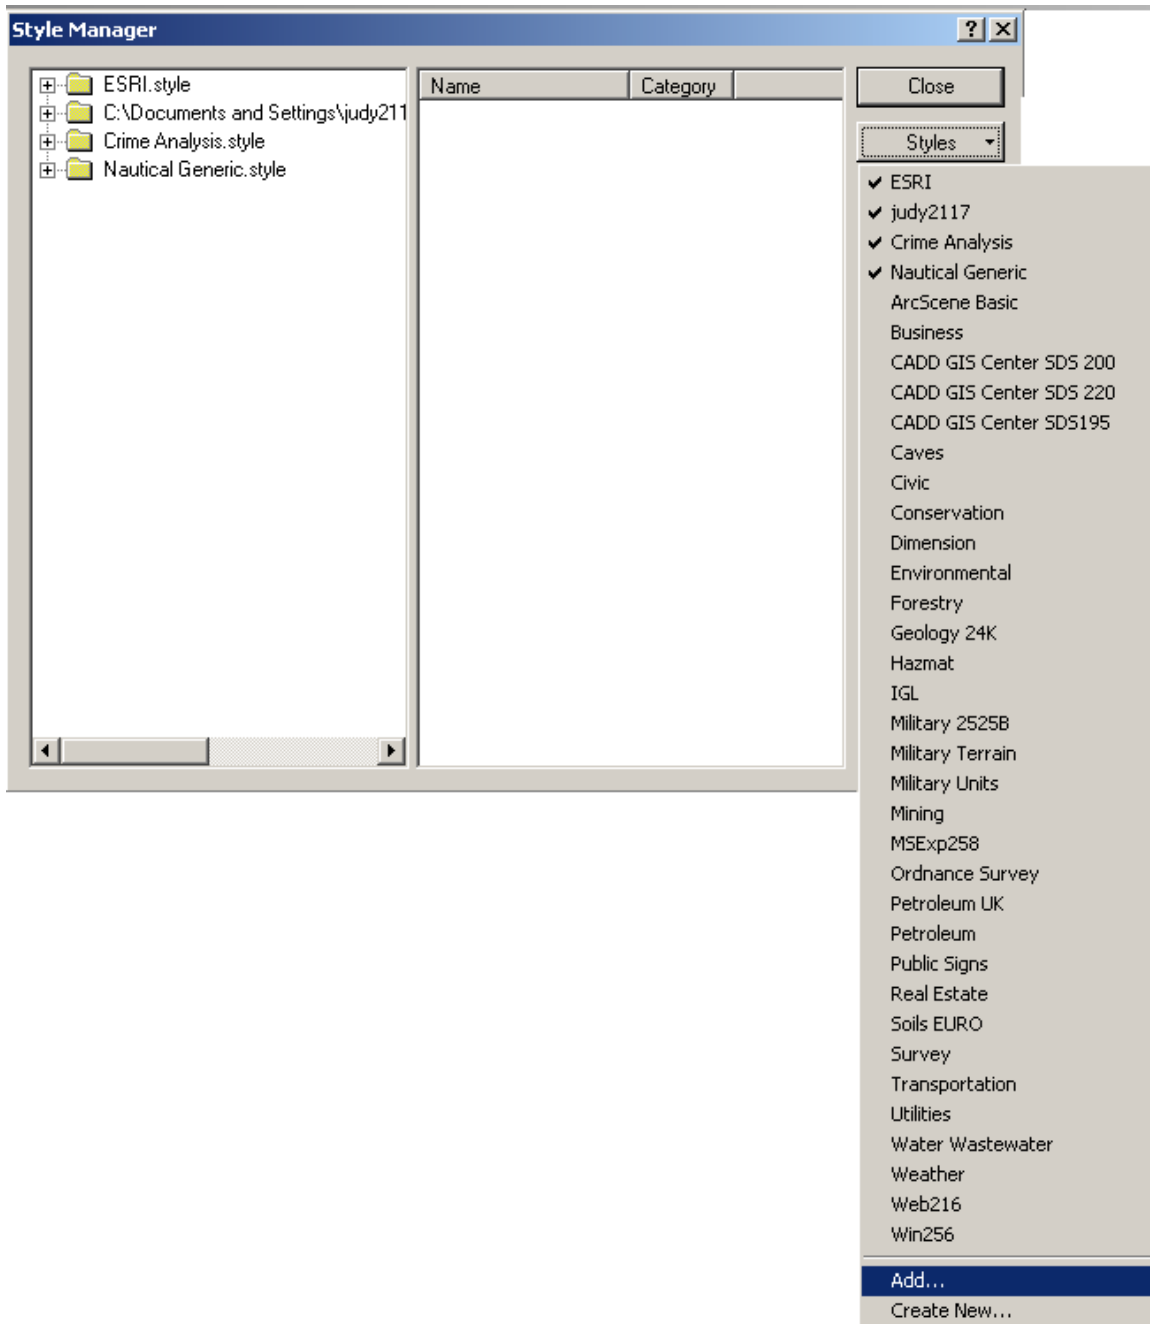 Style Manager
ESRI.style
C:\Documents and Settings\judy211
Crime Analysis.style
Nautical Generic.style
Name Category
Close
Styles
ESRI
judy2117
Crime Analysis
Nautical Generic
ArcScene Basic
Business
CADD GIS Center SDS 200
CADD GIS Center SDS 220
CADD GIS Center SDS195
Caves
Civic
Conservation
Dimension
Environmental
Forestry
Geology 24K
Hazmat
IGL
Military 2525B
Military Terrain
Military Units
Mining
MSExp258
Ordnance Survey
Petroleum UK
Petroleum
Public Signs
Real Estate
Soils EURO
Survey
Transportation
Utilities
Water Wastewater
Weather
Web216
Win256
Add...
Create New...